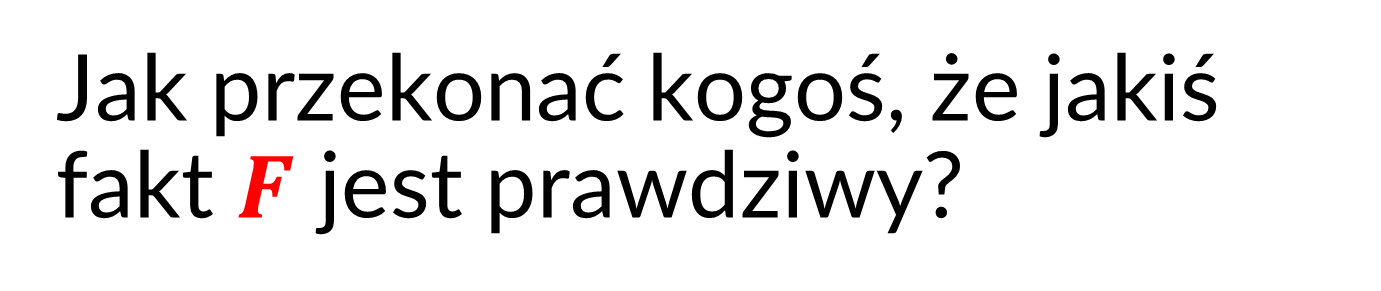 Jak przekonać kogoś, że jakiś
fakt F jest prawdziwy?